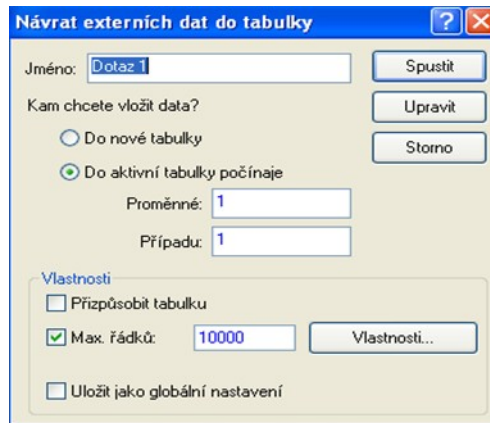 Návrat externích dat do tabulky
Jméno: Dotaz 1 Spustit
Kam chcete vložit data? Upravit
Do nové tabulky Storno
Do aktivní tabulky počínaje
Proměnné: 1
Případu: 1
Vlastnosti
Přizpůsobit tabulku
Max. řádků: 10000 Vlastnosti...
Uložit jako globální nastavení